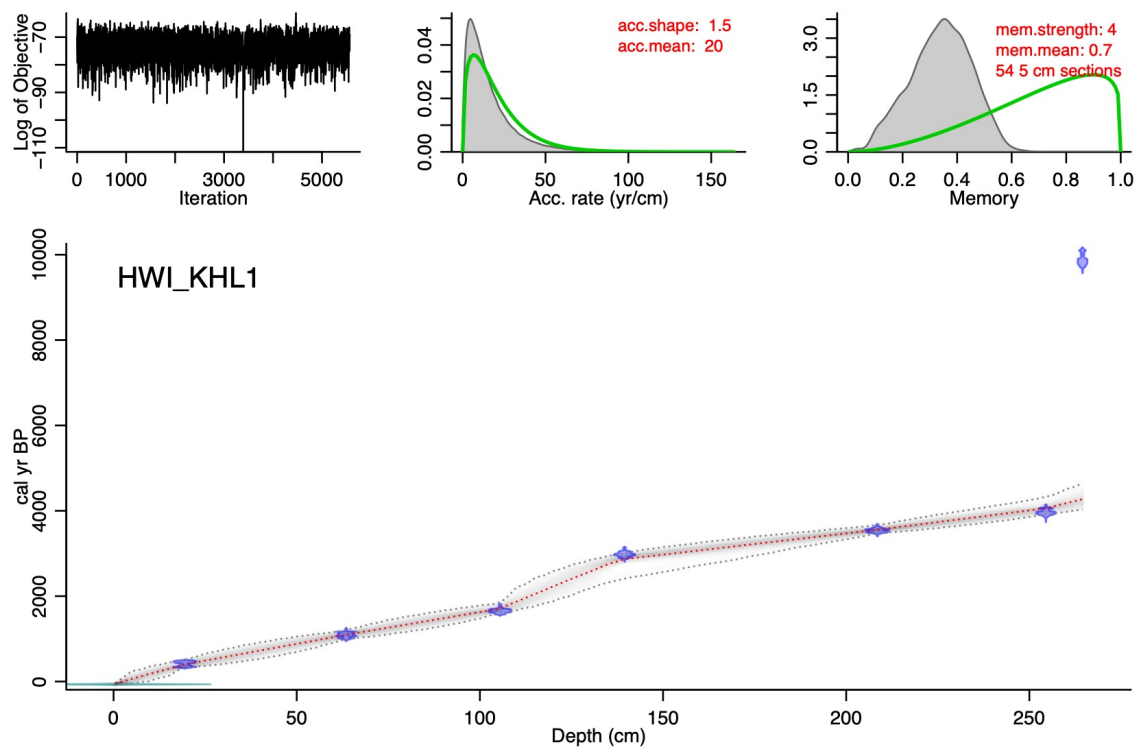 Log of Objective
−70
−90
−110
0 1000 3000 5000
Iteration
acc.shape: 1.5
acc.mean: 20
0.04
0.02
0.00
0 50 100 150
Acc. rate (yr/cm)
mem.strength: 4
mem.mean: 0.7
54 5 cm sections
3.0
1.5
0.0
0.0 0.2 0.4 0.6 0.8 1.0
Memory
HWI_KHL1
cal yr BP
10000
8000
6000
4000
2000
0
0 50 100 150 200 250
Depth (cm)